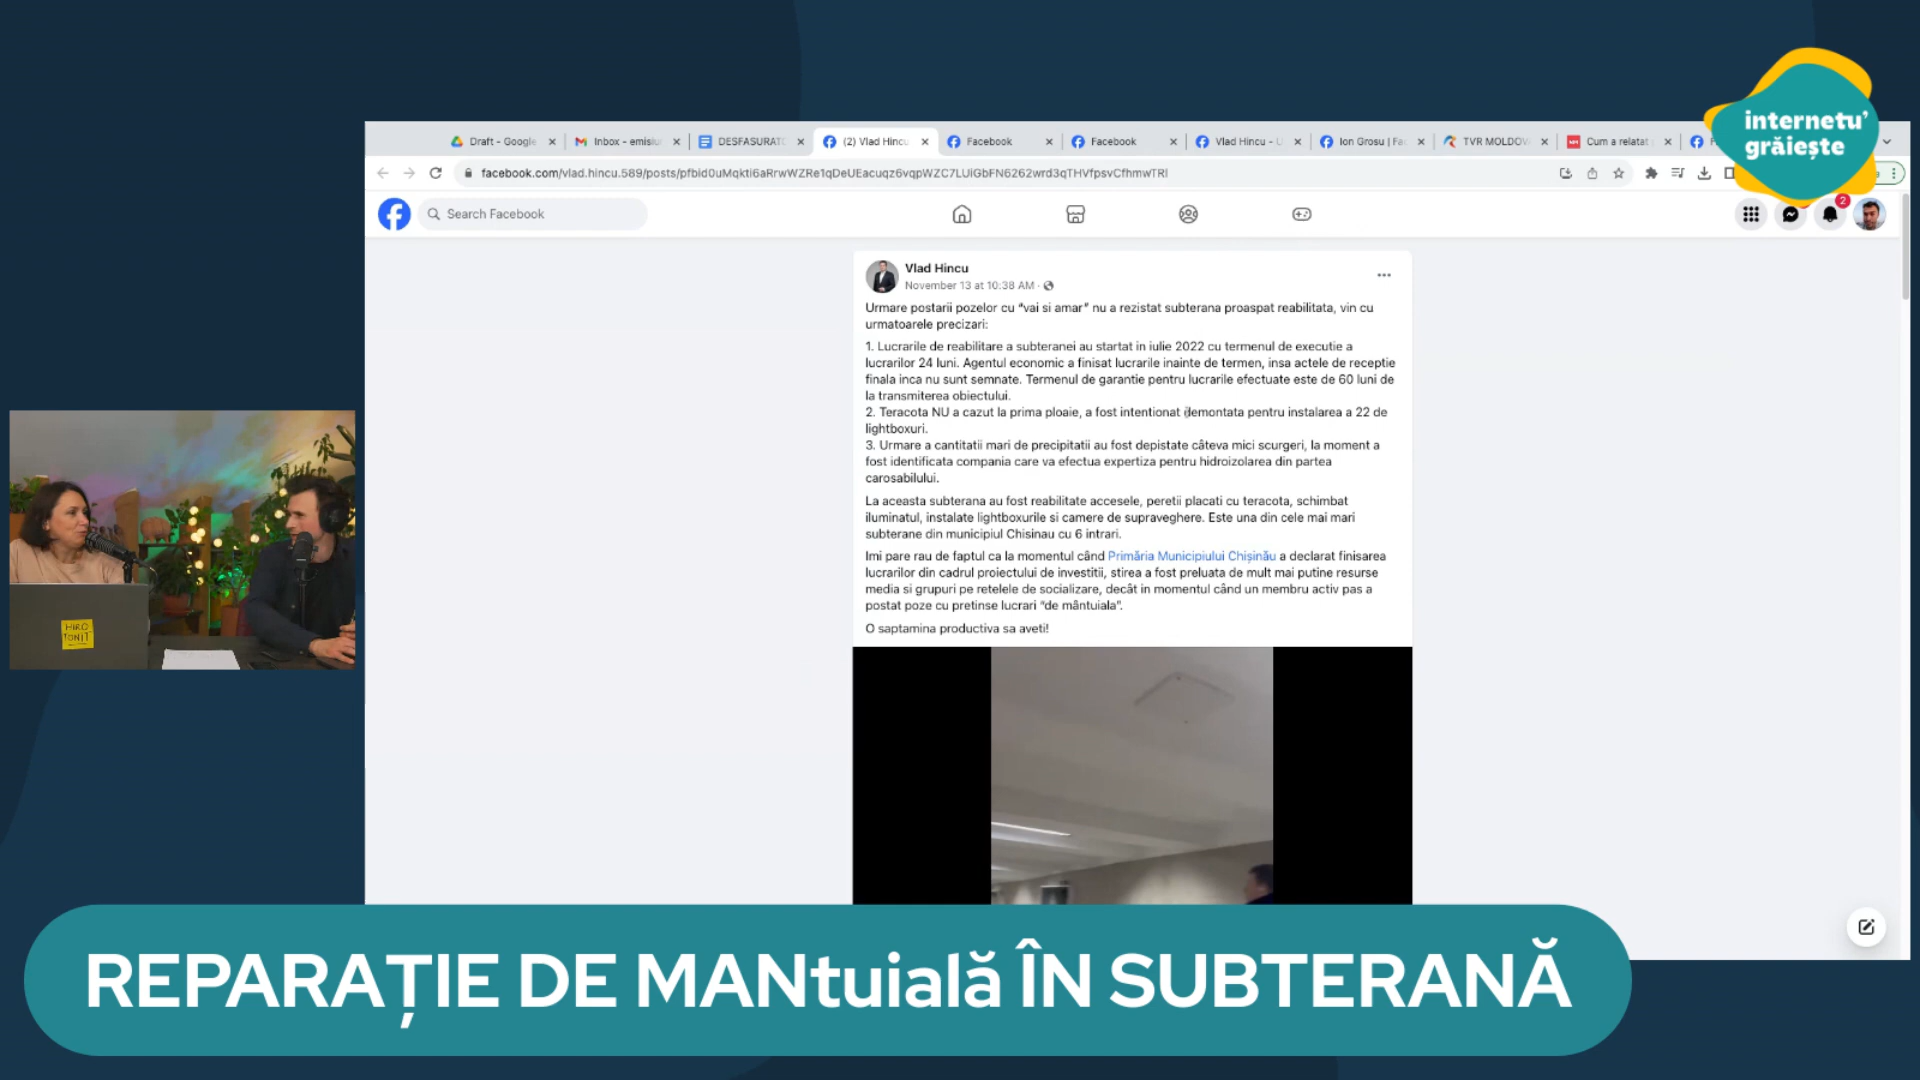 internetu'
grăiește
Draft - Google
Inbox - emisiu
DESFASURATO
(2) Vlad Hincu
Facebook
Facebook
Vlad Hincu - U
Ion Grosu | Fac
TVR MOLDOV
Cum a relatat
facebook.com/vlad.hincu.589/posts/pfbid0uMqkti6aRrwWZRe1qDeUEacuqz6vqpWZC7LUiGbFN6262wrd3qTHVfpsvCfhmwTRl
Search Facebook
2
Vlad Hincu
November 13 at 10:38 AM ·
Urmare postarii pozelor cu “vai si amar” nu a rezistat subterana proaspat reabilitata, vin cu
urmatoarele precizari:
1. Lucrarile de reabilitare a subteranei au startat in iulie 2022 cu termenul de executie a
lucrarilor 24 luni. Agentul economic a finisat lucrarile inainte de termen, insa actele de receptie
finala inca nu sunt semnate. Termenul de garantie pentru lucrarile efectuate este de 60 luni de
la transmiterea obiectului.
2. Teracota NU a cazut la prima ploaie, a fost intentionat demontata pentru instalarea a 22 de
lightboxuri.
3. Urmare a cantitatii mari de precipitatii au fost depistate câteva mici scurgeri, la moment a
fost identificata compania care va efectua expertiza pentru hidroizolarea din partea
carosabilului.
La aceasta subterana au fost reabilitate accesele, peretii placati cu teracota, schimbat
iluminatul, instalate lightboxurile si camere de supraveghere. Este una din cele mai mari
subterane din municipiul Chisinau cu 6 intrari.
Imi pare rau de faptul ca la momentul când Primăria Municipiului Chișinău a declarat finisarea
lucrarilor din cadrul proiectului de investitii, stirea a fost preluata de mult mai putine resurse
media si grupuri pe retelele de socializare, decât in momentul când un membru activ pas a
postat poze cu pretinse lucrari “de mântuiala”.
O saptamina productiva sa aveti!
HIRO
TONIT
REPARAȚIE DE MANtuială ÎN SUBTERANĂ